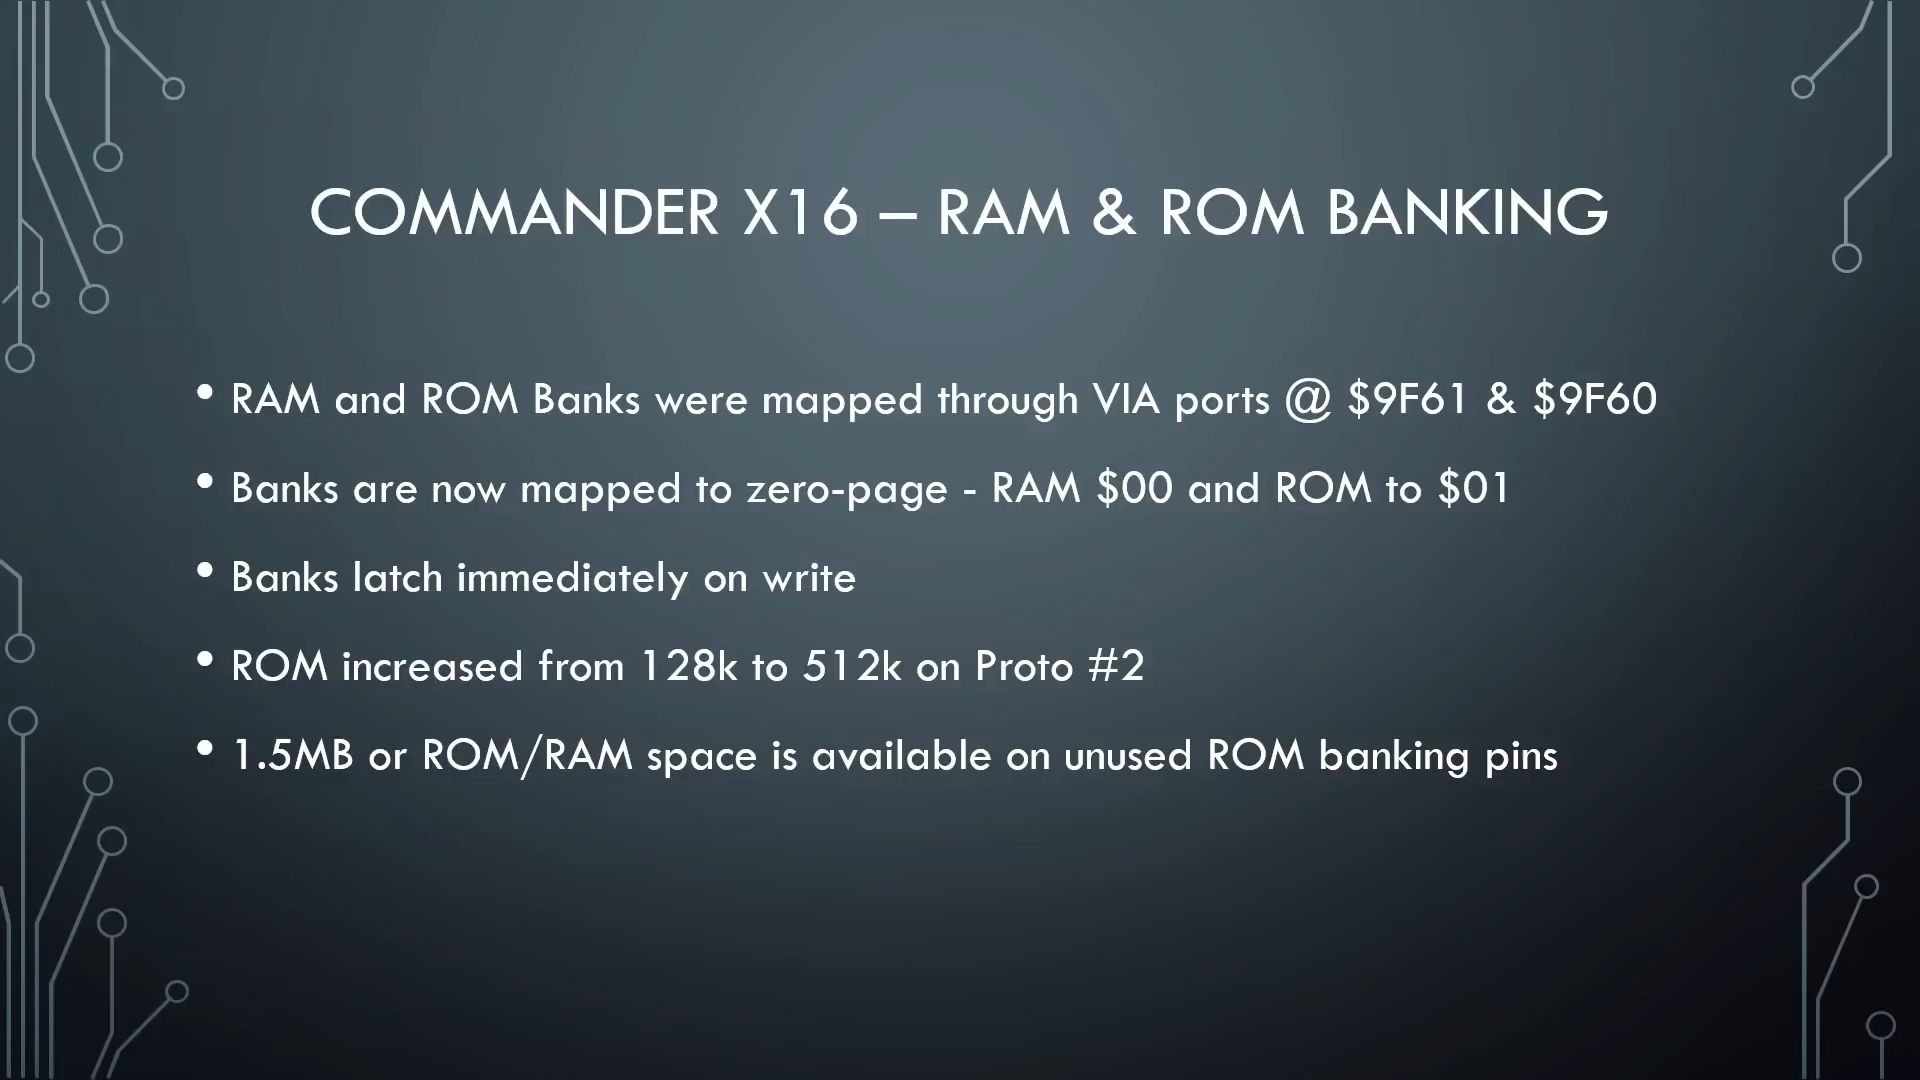 COMMANDER X16 – RAM & ROM BANKING
• RAM and ROM Banks were mapped through VIA ports @ $9F61 & $9F60
• Banks are now mapped to zero-page - RAM $00 and ROM to $01
• Banks latch immediately on write
• ROM increased from 128k to 512k on Proto #2
• 1.5MB or ROM/RAM space is available on unused ROM banking pins